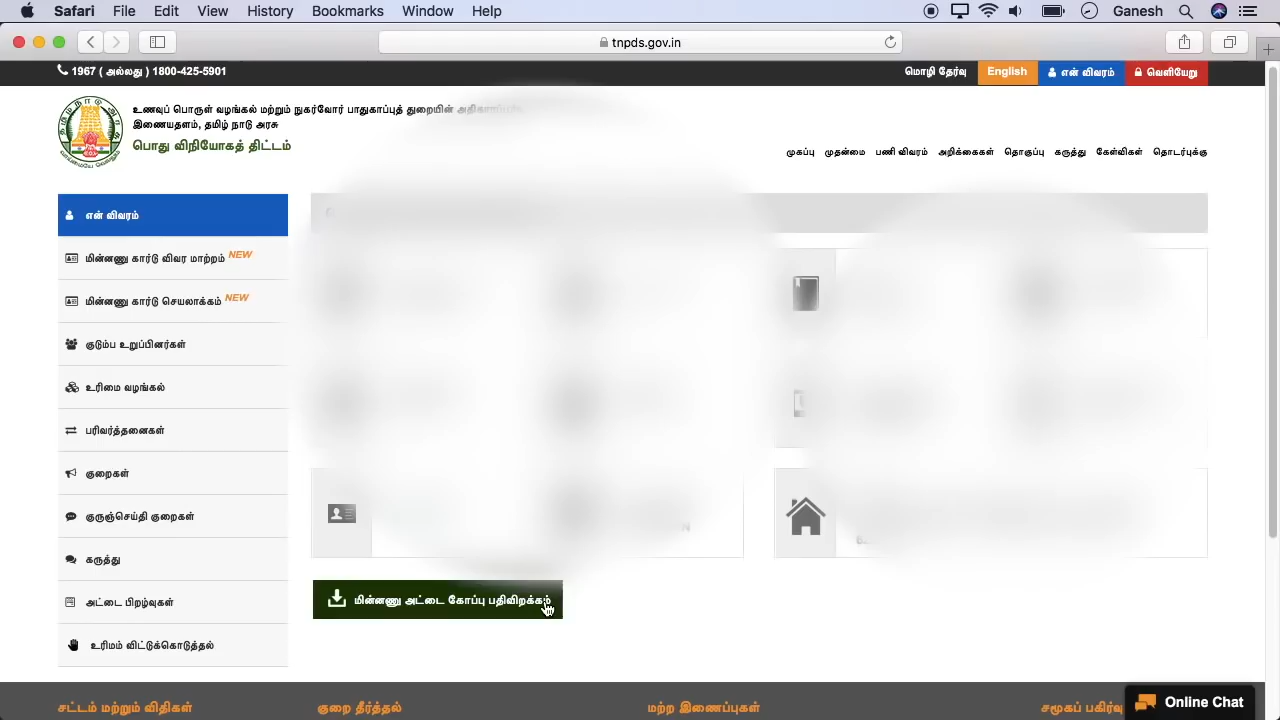 Safari File Edit View History Bookmarks Window Help Ganesh
tnpds.gov.in
1967 ( அல்லது ) 1800-425-5901
மொழி தேர்வு English என் விவரம் வெளியேறு
உணவுப் பொருள் வழங்கல் மற்றும் நுகர்வோர் பாதுகாப்புத் துறையின்
இணையதளம், தமிழ் நாடு அரசு
பொது விநியோகத் திட்டம்
முகப்பு முதன்மை பணி விவரம் அறிக்கைகள் தொகுப்பு கருத்து கேள்விகள் தொடர்புக்கு
என் விவரம்
மின்னணு கார்டு விவர மாற்றம் NEW
மின்னணு கார்டு செயலாக்கம் NEW
குடும்ப உறுப்பினர்கள்
உரிமை வழங்கல்
பரிவர்த்தனைகள்
குறைகள்
குருஞ்செய்தி குறைகள்
கருத்து
அட்டை பிறழ்வுகள்
உரிமம் விட்டுக்கொடுத்தல்
மின்னணு அட்டை கோப்பு பதிவிறக்கம்
சட்டம் மற்றும் விதிகள் குறை தீர்த்தல் மற்ற இணைப்புகள் சமூகப் பகிர்வு
Online Chat